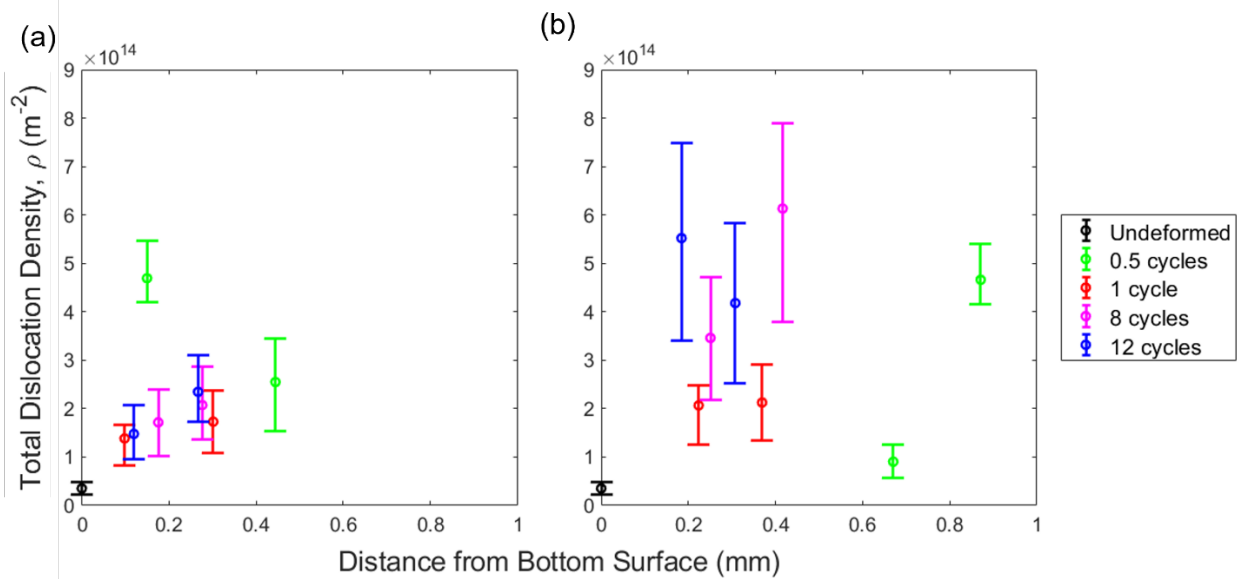 (a)
(b)
×10^14
×10^14
9
8
7
6
5
4
3
2
1
0
0 0.2 0.4 0.6 0.8 1
9
8
7
6
5
4
3
2
1
0
0 0.2 0.4 0.6 0.8 1
Total Dislocation Density, ρ (m^-2)
Distance from Bottom Surface (mm)
Undeformed
0.5 cycles
1 cycle
8 cycles
12 cycles